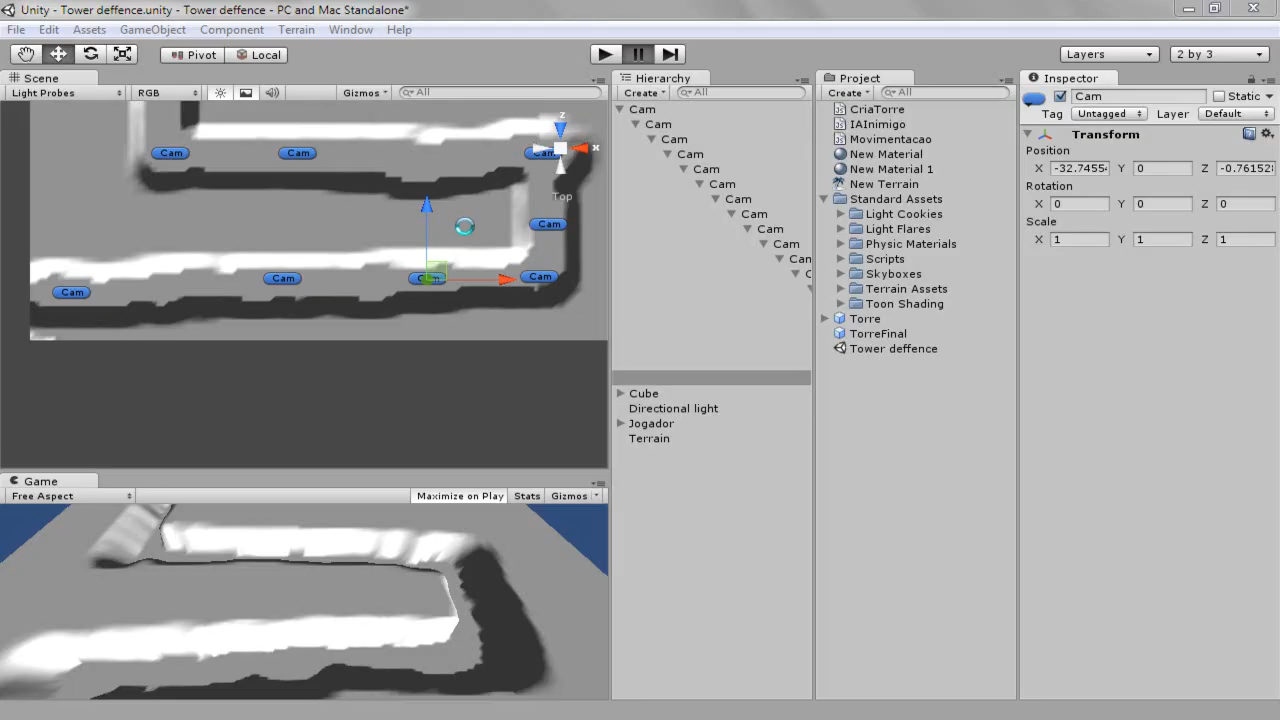 Unity - Tower deffence.unity - Tower deffence - PC and Mac Standalone*
File Edit Assets GameObject Component Terrain Window Help
Pivot Local Layers 2 by 3
Scene Hierarchy Project Inspector
Light Probes RGB Gizmos All Create All Create All
Cam Static
Tag Untagged Layer Default
Transform
Position
X -32.7455 Y 0 Z -0.76152
Rotation
X 0 Y 0 Z 0
Scale
X 1 Y 1 Z 1
z
x
Top
Cam Cam Cam
Cam
Cam Cam Cam
Cam
Cam
Cam
Cam
Cam
Cam
Cam
Cam
Cam
Cam
Cam
Cam
C
Cube
Directional light
Jogador
Terrain
CriaTorre
IAInimigo
Movimentacao
New Material
New Material 1
New Terrain
Standard Assets
Light Cookies
Light Flares
Physic Materials
Scripts
Skyboxes
Terrain Assets
Toon Shading
Torre
TorreFinal
Tower deffence
Game
Free Aspect Maximize on Play Stats Gizmos